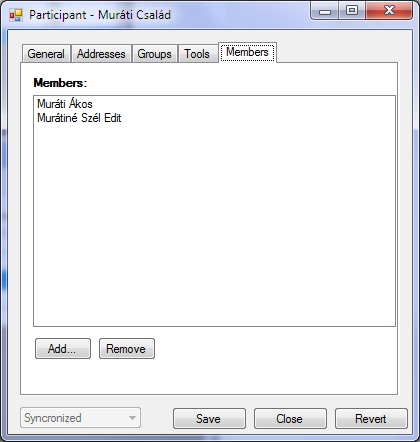 Participant - Muráti Család
General Addresses Groups Tools Members
Members:
Muráti Ákos
Murátiné Szél Edit
Add... Remove
Syncronized Save Close Revert